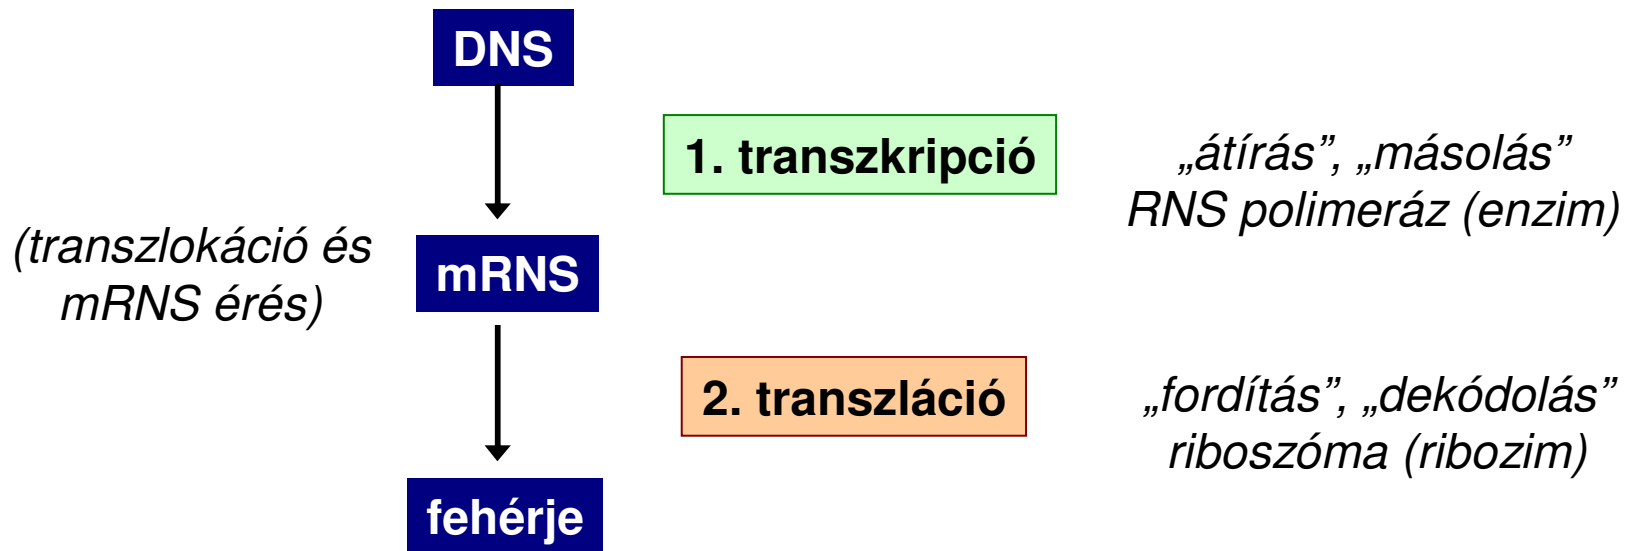 DNS
1. transzkripció
„átírás”, „másolás”
RNS polimeráz (enzim)
(transzlokáció és
mRNS érés)
mRNS
2. transzláció
„fordítás”, „dekódolás”
riboszóma (ribozim)
fehérje